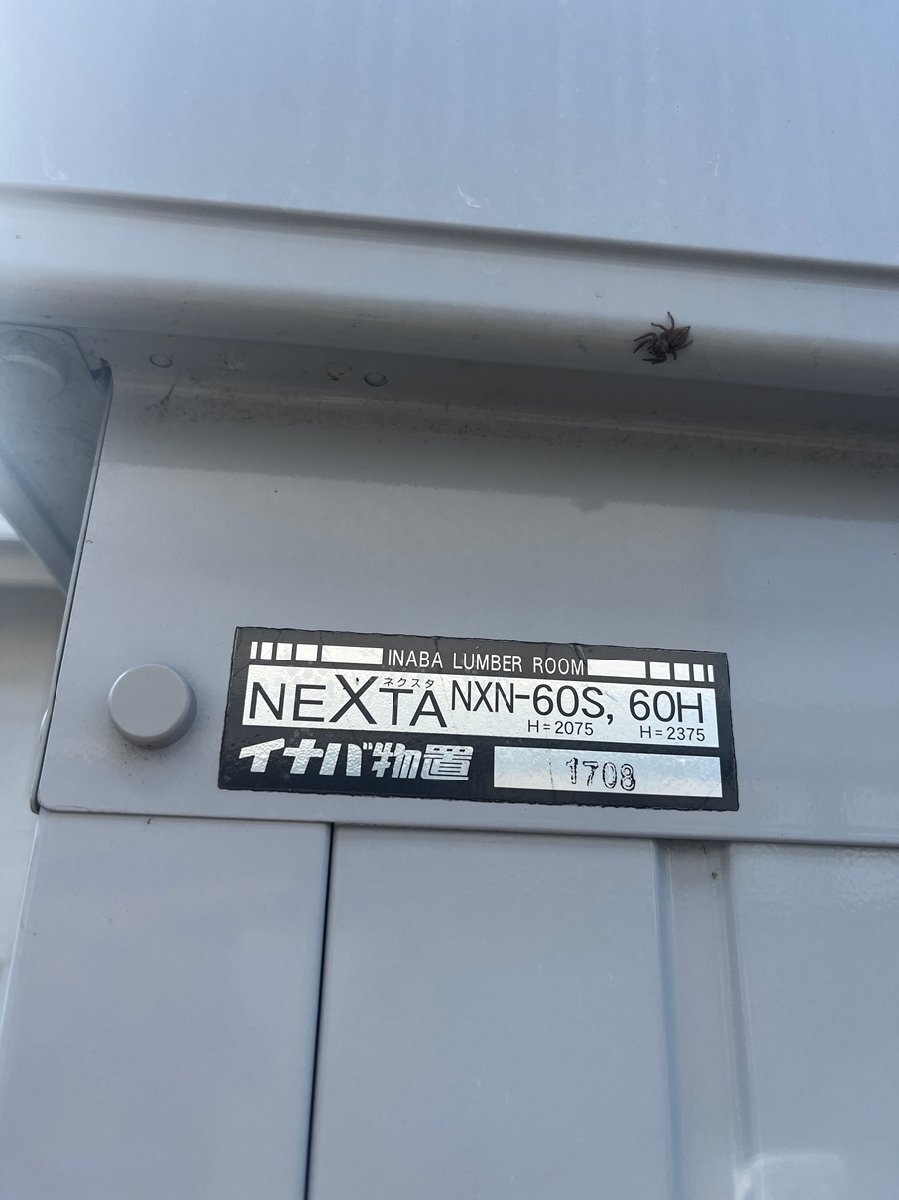 INABA LUMBER ROOM
ネクスタ
NEXTA NXN-60S, 60H
H=2075 H=2375
イナバ物置 1708